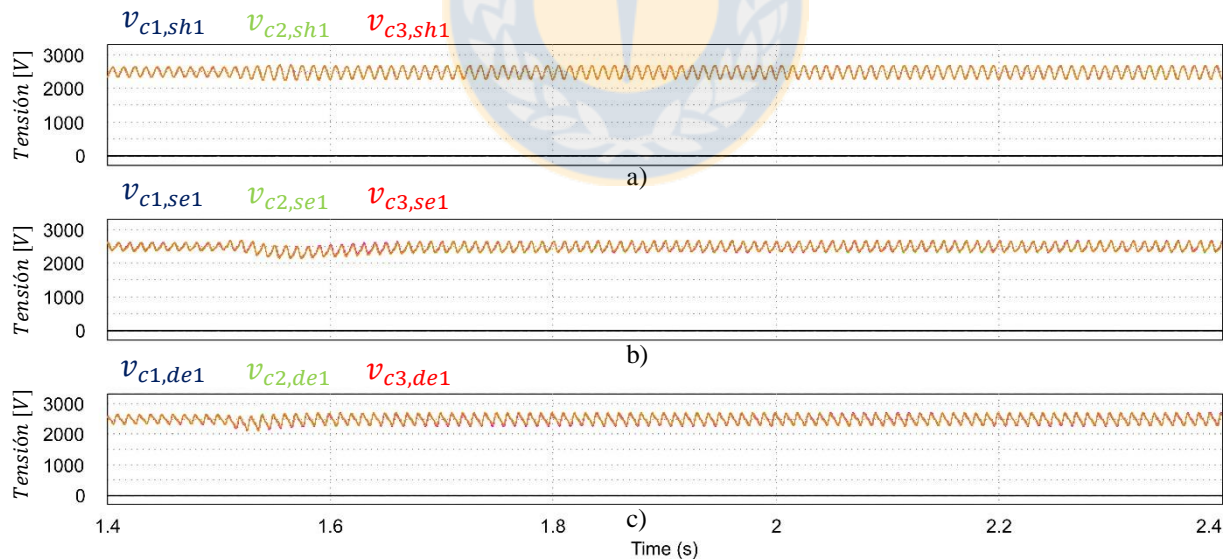 v_{c1,sh1} v_{c2,sh1} v_{c3,sh1}
Tensión [V]
3000
2000
1000
0
a)
v_{c1,se1} v_{c2,se1} v_{c3,se1}
Tensión [V]
3000
2000
1000
0
b)
v_{c1,de1} v_{c2,de1} v_{c3,de1}
Tensión [V]
3000
2000
1000
0
c)
1.4 1.6 1.8 2 2.2 2.4
Time (s)